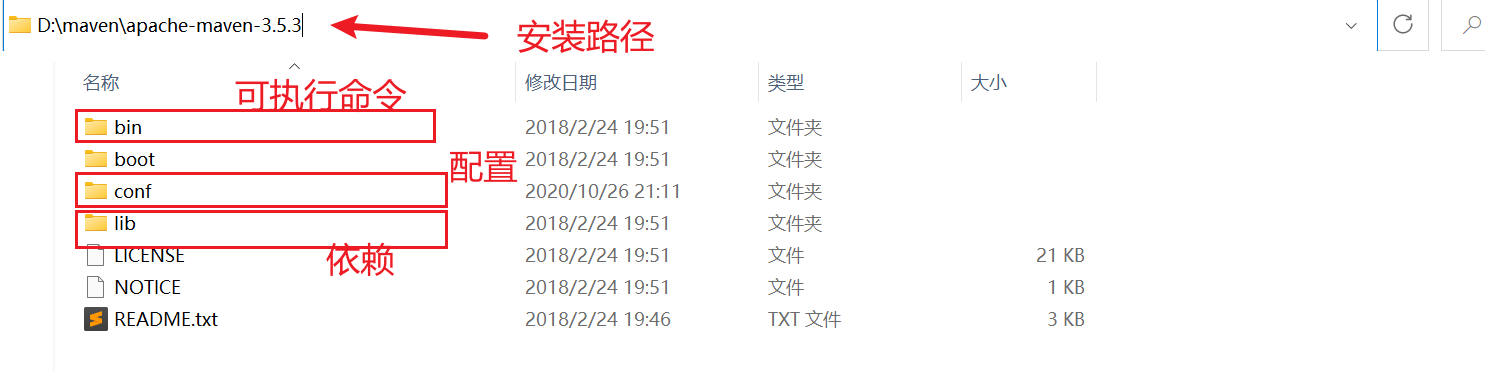 D:\maven\apache-maven-3.5.3
安装路径
名称 修改日期 类型 大小
可执行命令
bin 2018/2/24 19:51 文件夹
boot 2018/2/24 19:51 文件夹
配置
conf 2020/10/26 21:11 文件夹
lib 2018/2/24 19:51 文件夹
依赖
LICENSE 2018/2/24 19:51 文件 21 KB
NOTICE 2018/2/24 19:51 文件 1 KB
README.txt 2018/2/24 19:46 TXT 文件 3 KB